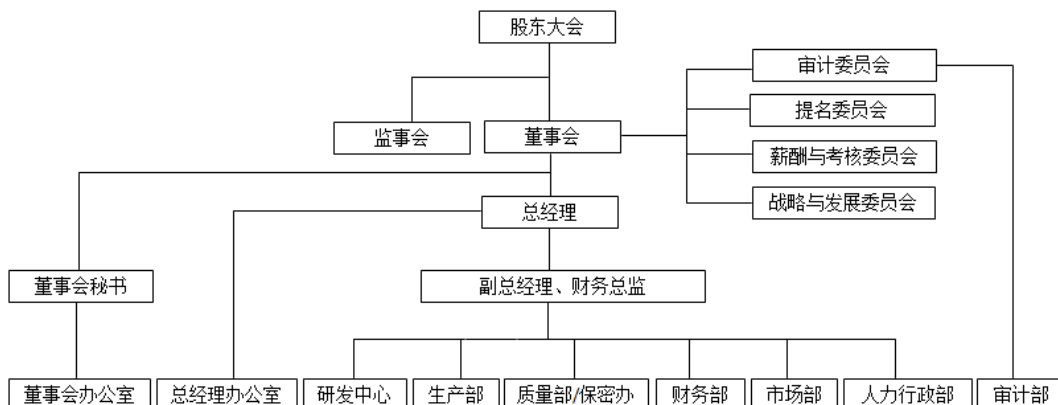 股东大会
审计委员会
提名委员会
监事会
董事会
薪酬与考核委员会
战略与发展委员会
总经理
董事会秘书
副总经理、财务总监
董事会办公室
总经理办公室
研发中心
生产部
质量部/保密办
财务部
市场部
人力行政部
审计部